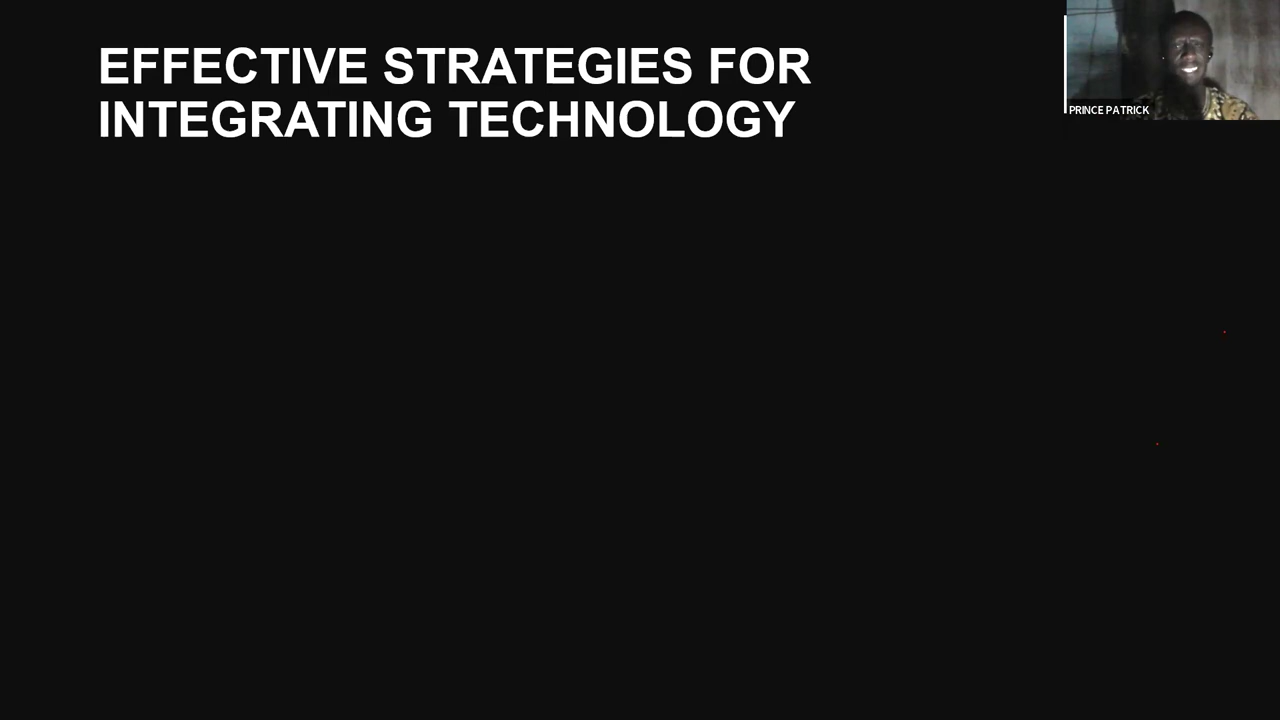 EFFECTIVE STRATEGIES FOR
INTEGRATING TECHNOLOGY
PRINCE PATRICK